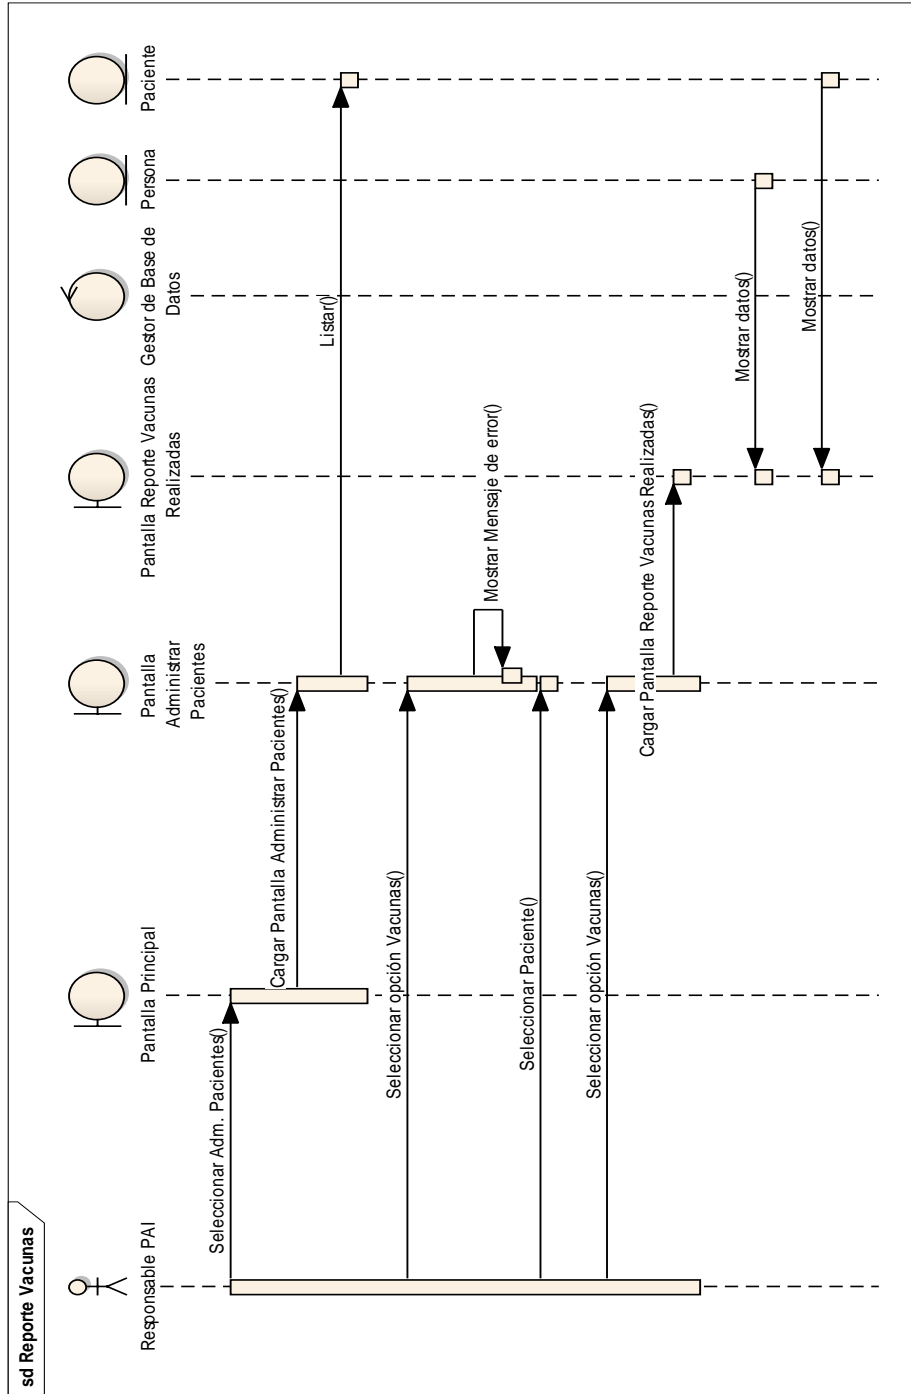 sd Reporte Vacunas
Responsable PAI
Pantalla Principal
Pantalla
Administrar
Pacientes
Pantalla Reporte Vacunas
Realizadas
Gestor de Base de
Datos
Persona
Paciente
Seleccionar Adm. Pacientes()
Cargar Pantalla Administrar Pacientes()
Listar()
Seleccionar opción Vacunas()
Mostrar Mensaje de error()
Seleccionar Paciente()
Seleccionar opción Vacunas()
Cargar Pantalla Reporte Vacunas Realizadas()
Mostrar datos()
Mostrar datos()